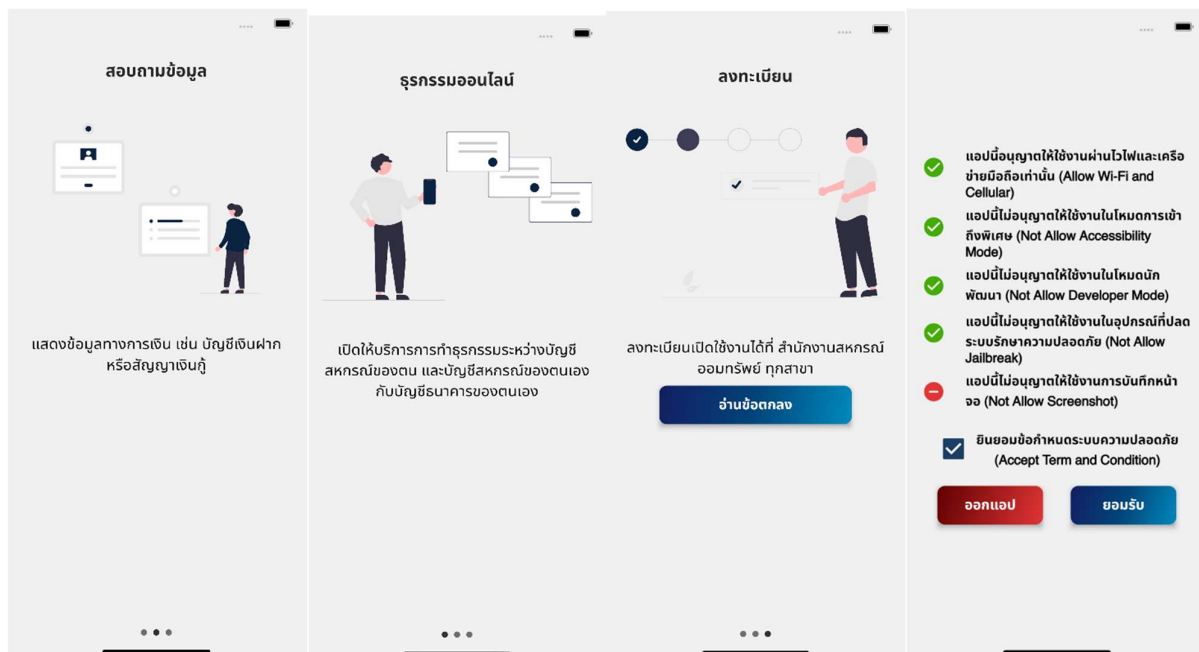 สอบถามข้อมูล
แสดงข้อมูลทางการเงิน เช่น บัญชีเงินฝาก
หรือสัญญาเงินกู้
ธุรกรรมออนไลน์
เปิดให้บริการการทำธุรกรรมระหว่างบัญชี
สหกรณ์ของตน และบัญชีสหกรณ์ของตนเอง
กับบัญชีธนาคารของตนเอง
ลงทะเบียน
ลงทะเบียนเปิดใช้งานได้ที่ สำนักงานสหกรณ์
ออมทรัพย์ ทุกสาขา
อ่านข้อตกลง
แอปนี้อนุญาตให้ใช้งานผ่านไวไฟและเครือ
ข่ายมือถือเท่านั้น (Allow Wi-Fi and
Cellular)
แอปนี้ไม่อนุญาตให้ใช้งานในโหมดการเข้า
ถึงพิเศษ (Not Allow Accessibility
Mode)
แอปนี้ไม่อนุญาตให้ใช้งานในโหมดนัก
พัฒนา (Not Allow Developer Mode)
แอปนี้ไม่อนุญาตให้ใช้งานในอุปกรณ์ที่ปลด
ระบบรักษาความปลอดภัย (Not Allow
Jailbreak)
แอปนี้ไม่อนุญาตให้ใช้งานการบันทึกหน้า
จอ (Not Allow Screenshot)
ยินยอมข้อกำหนดระบบความปลอดภัย
(Accept Term and Condition)
ออกแอป
ยอมรับ